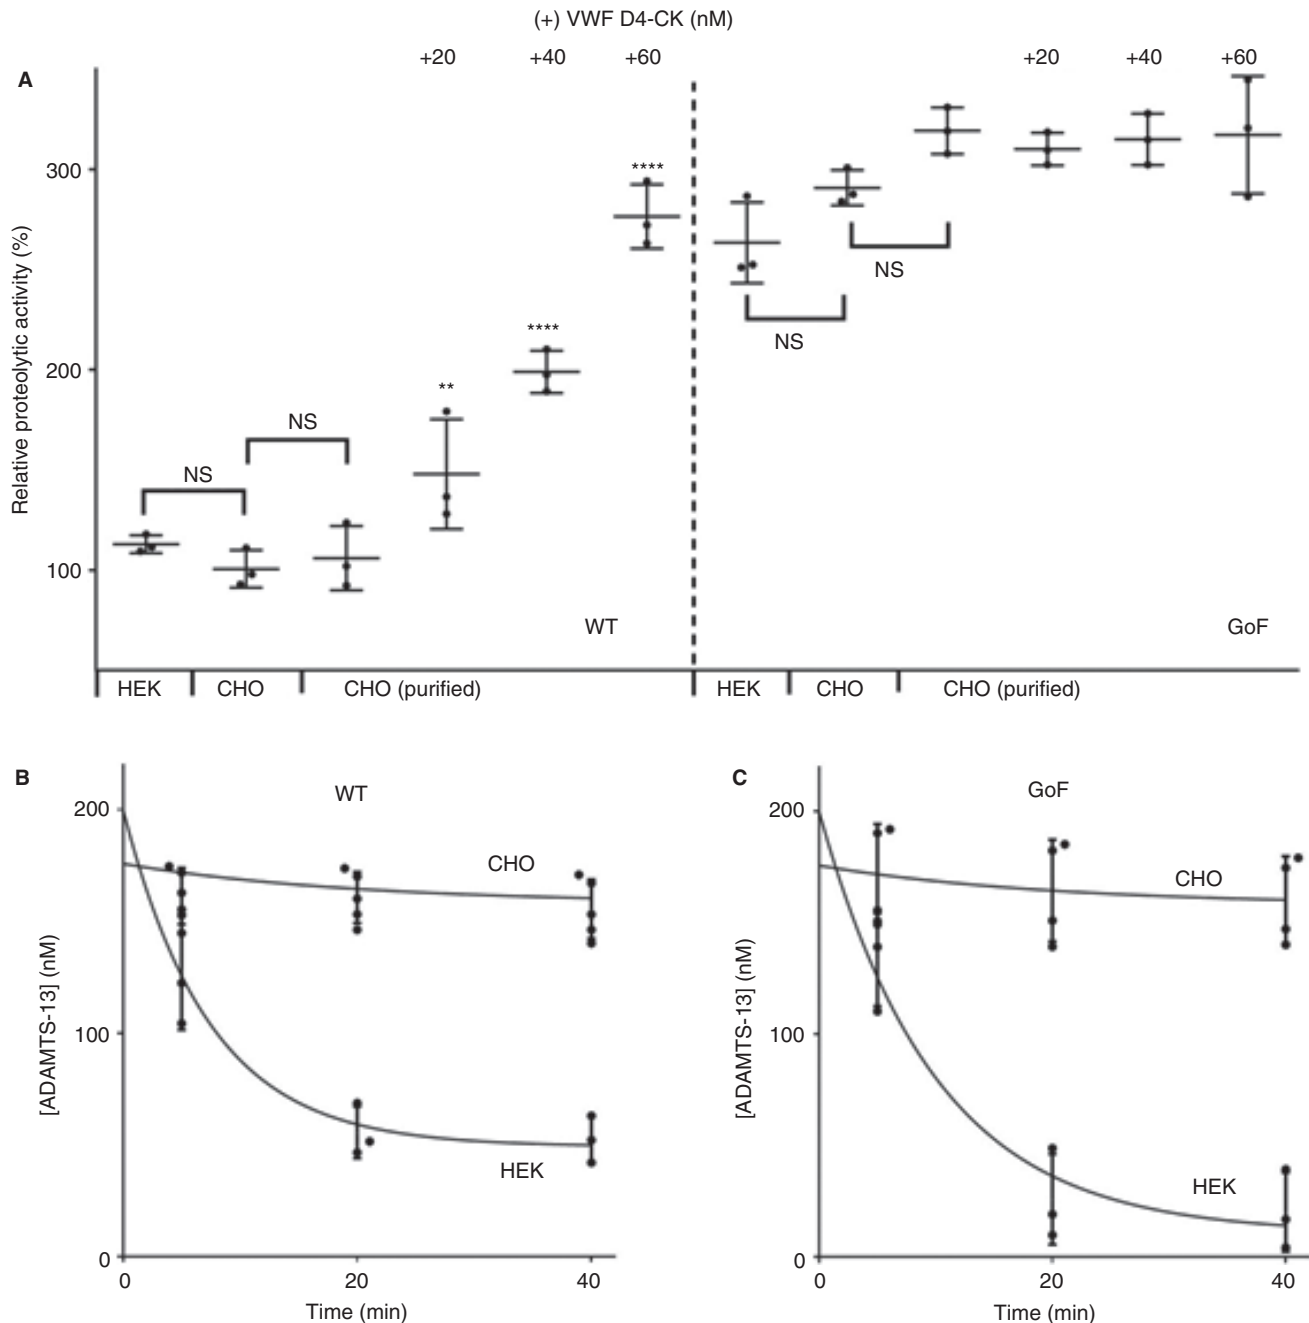 (+) VWF D4-CK (nM)
+20 +40 +60 +20 +40 +60
A
Relative proteolytic activity (%)
300
200
100
**** 
****
**
NS
NS
NS
NS
WT
GoF
HEK CHO CHO (purified) HEK CHO CHO (purified)
B
WT
[ADAMTS-13] (nM)
200
100
0
CHO
HEK
0 20 40
Time (min)
C
GoF
[ADAMTS-13] (nM)
200
100
0
CHO
HEK
0 20 40
Time (min)